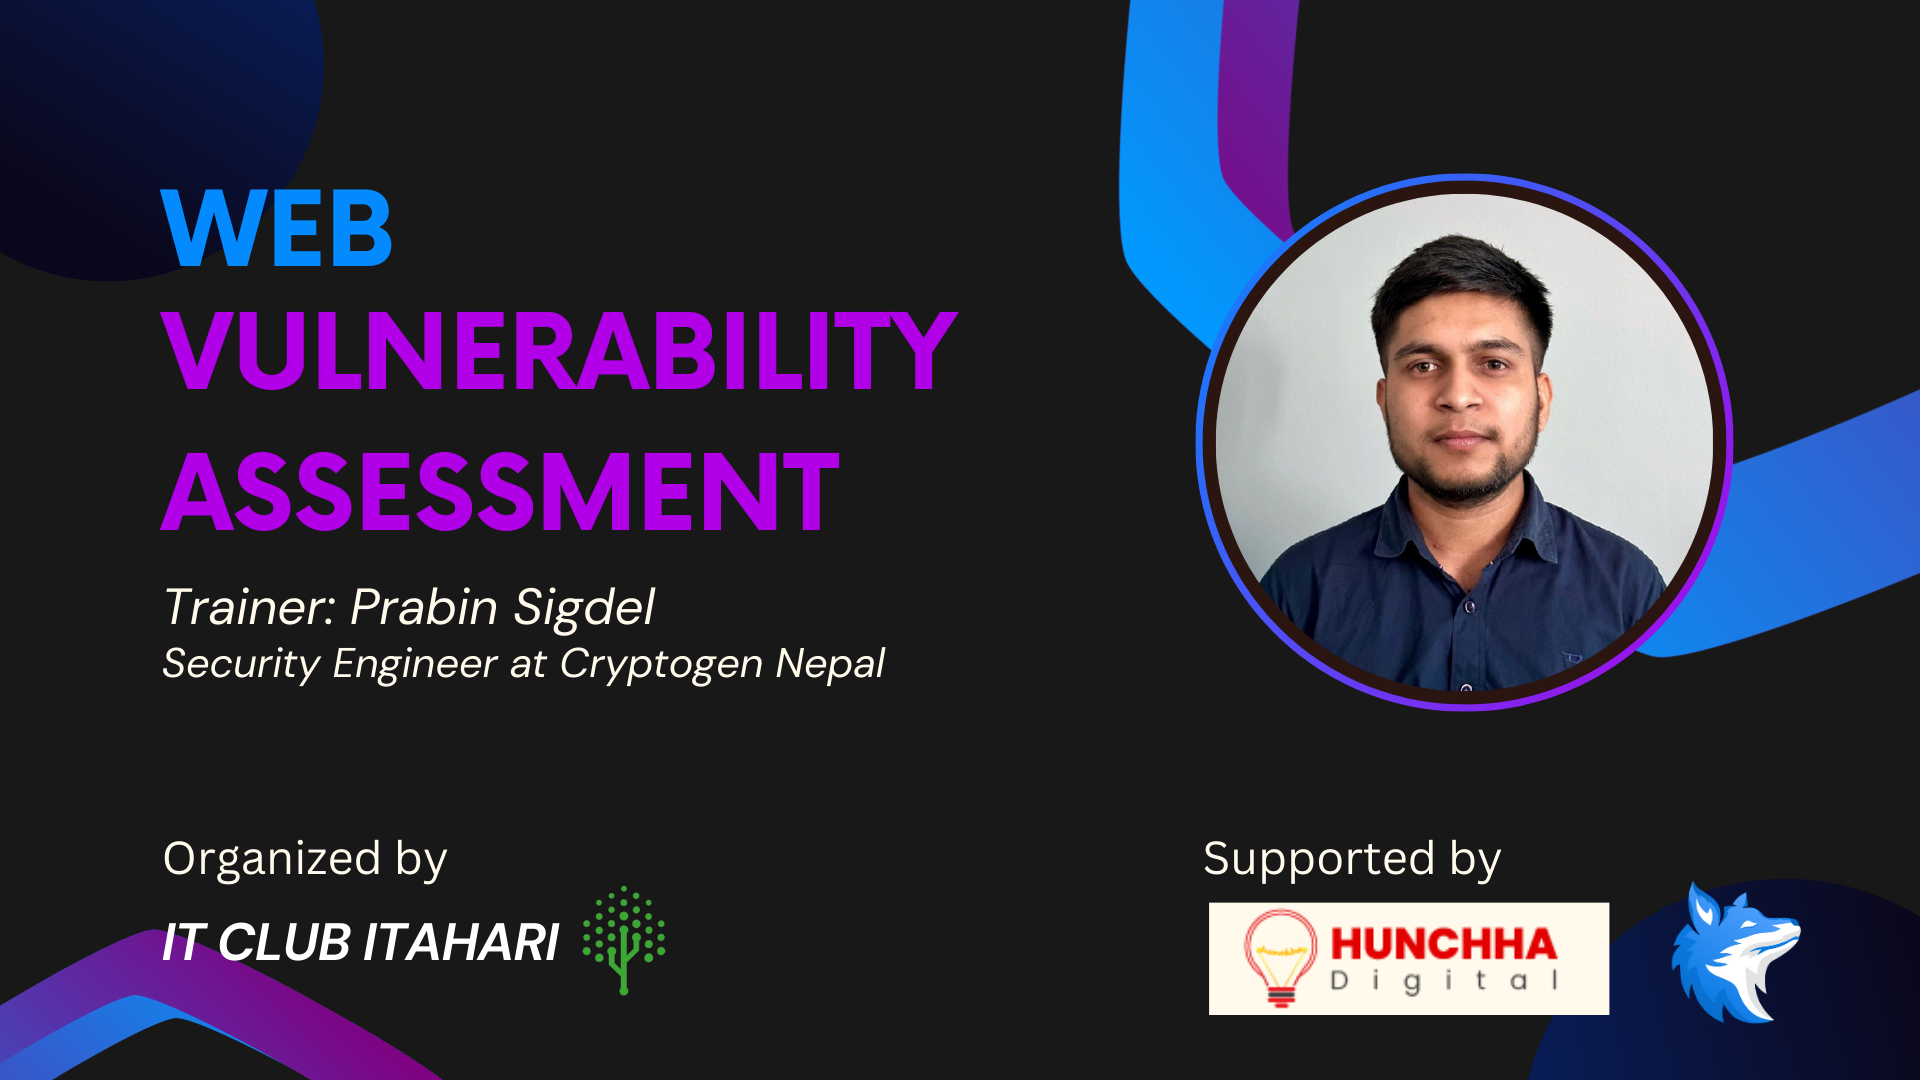 WEB
VULNERABILITY
ASSESSMENT
Trainer: Prabin Sigdel
Security Engineer at Cryptogen Nepal
Organized by
IT CLUB ITAHARI
Supported by
HUNCHHA
Digital